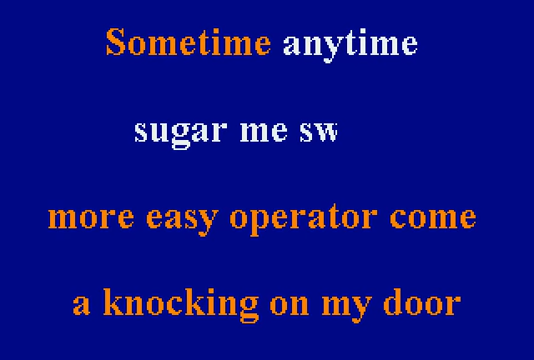 Sometime anytime
sugar me sw
more easy operator come
a knocking on my door